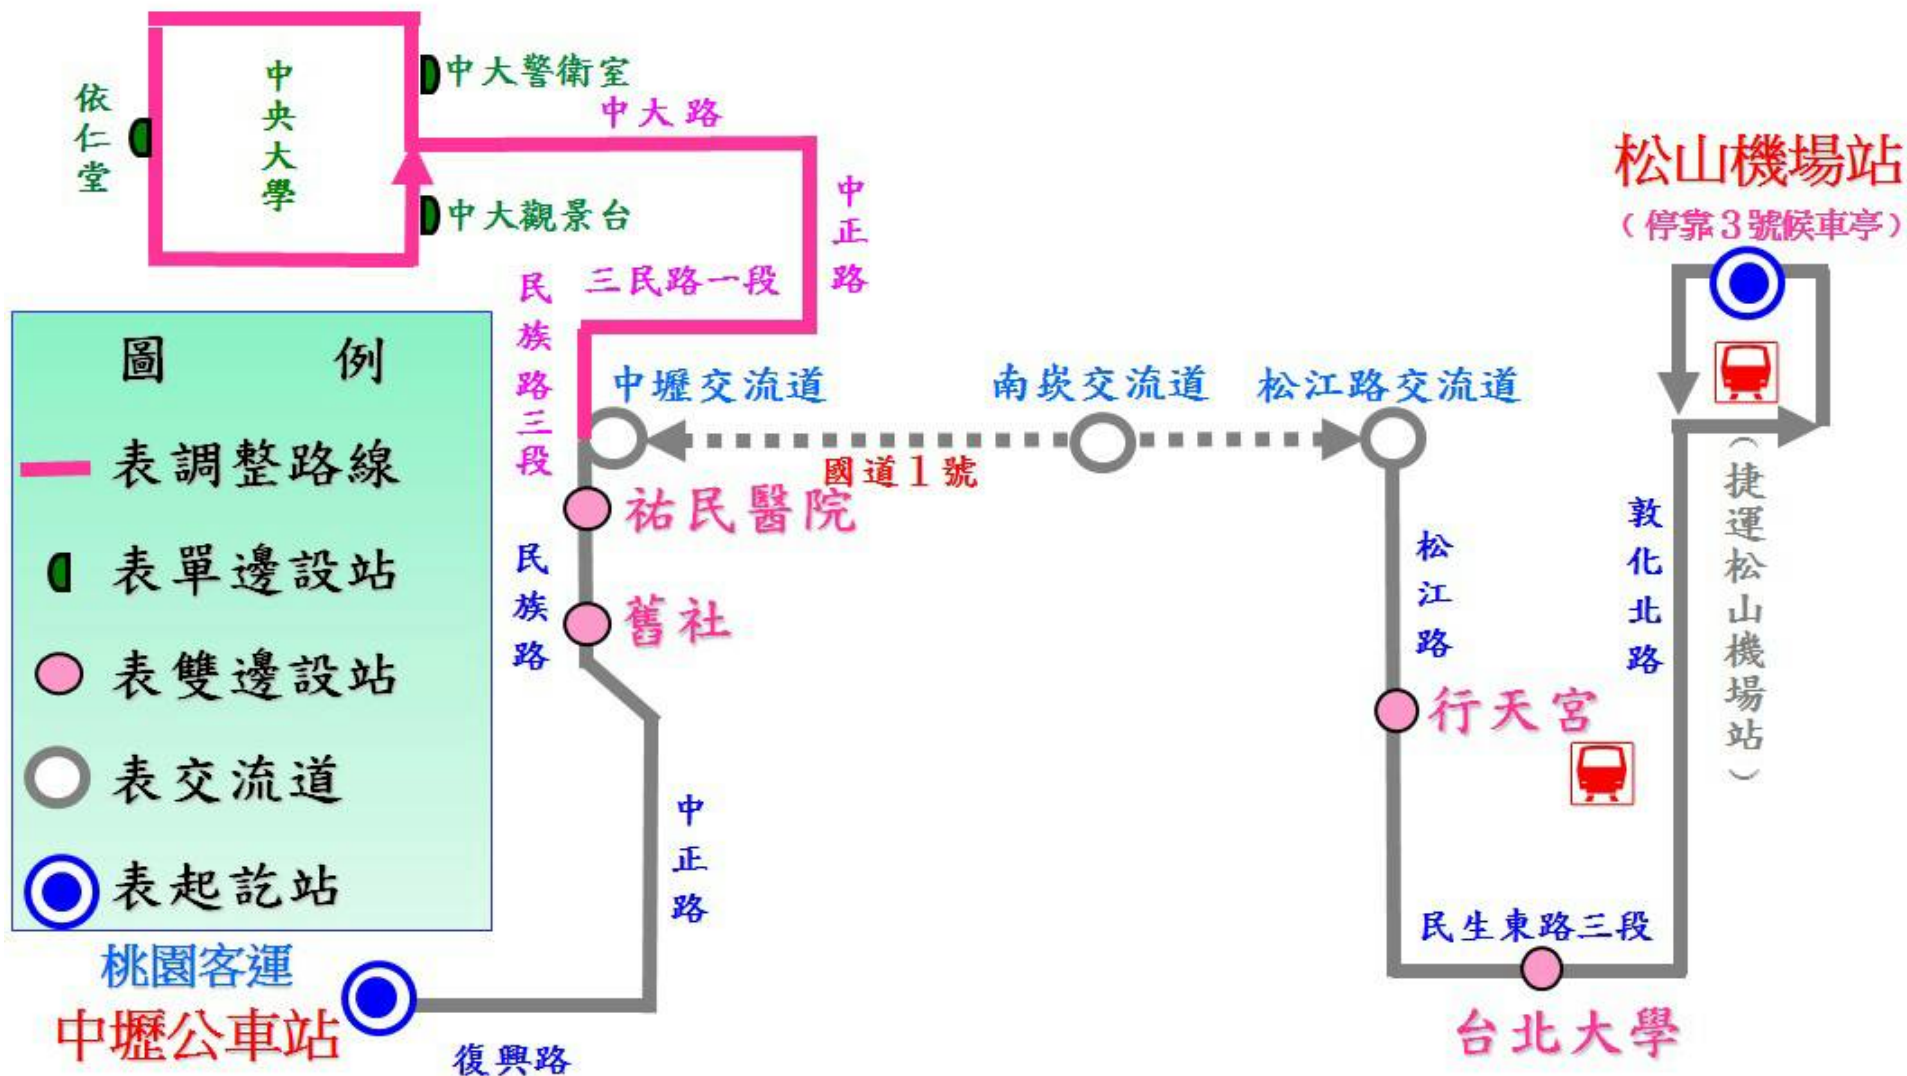 中央大學
依仁堂
中大警衛室
中大路
中大觀景台
中正路
三民路一段
民族路三段
松山機場站
（停靠3號候車亭）
圖 例
表調整路線
表單邊設站
表雙邊設站
表交流道
表起訖站
中壢交流道
南崁交流道
松江路交流道
國道1號
祐民醫院
舊社
民族路
中正路
桃園客運
中壢公車站
復興路
松江路
行天宮
敦化北路
（捷運松山機場站）
民生東路三段
台北大學